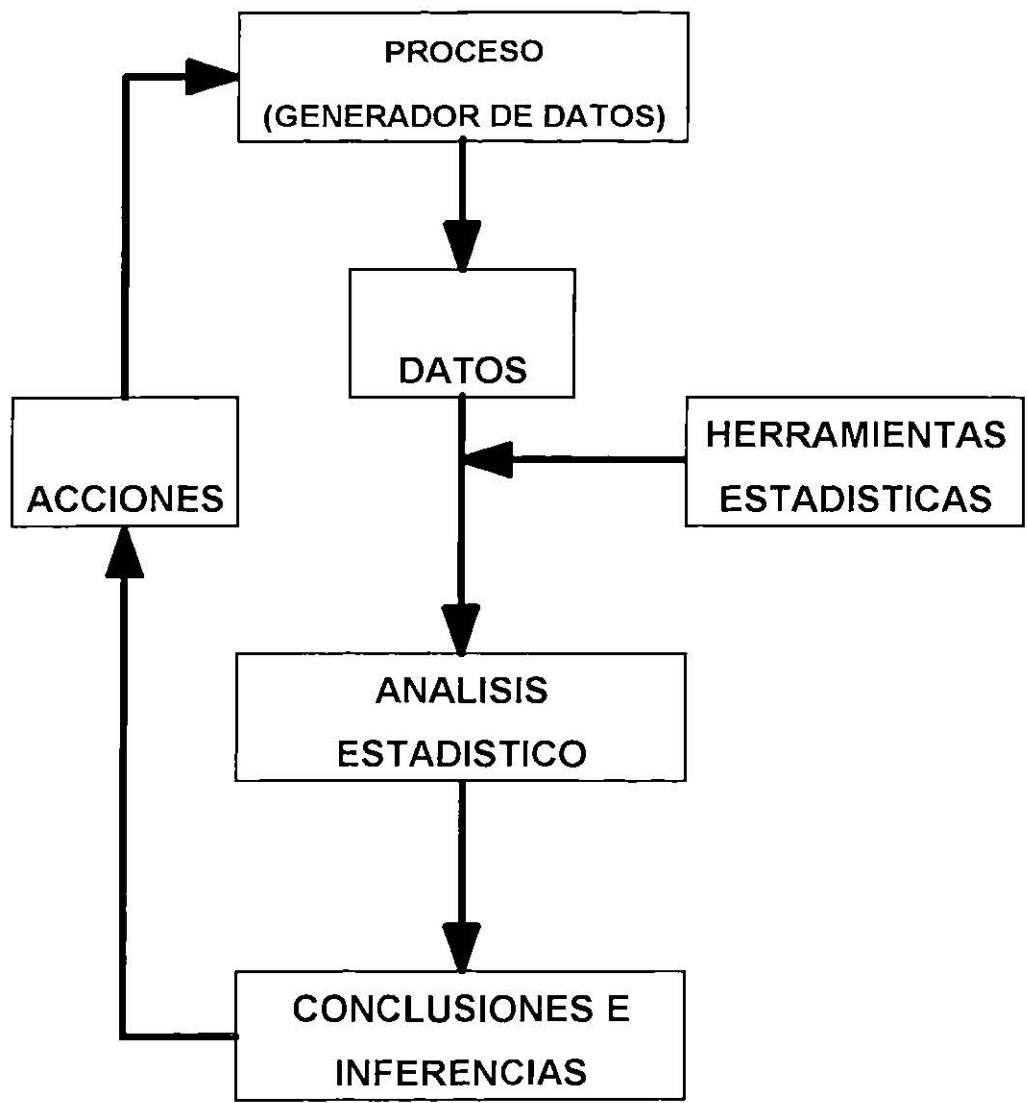 PROCESO
(GENERADOR DE DATOS)
DATOS
ACCIONES
HERRAMIENTAS
ESTADISTICAS
ANALISIS
ESTADISTICO
CONCLUSIONES E
INFERENCIAS